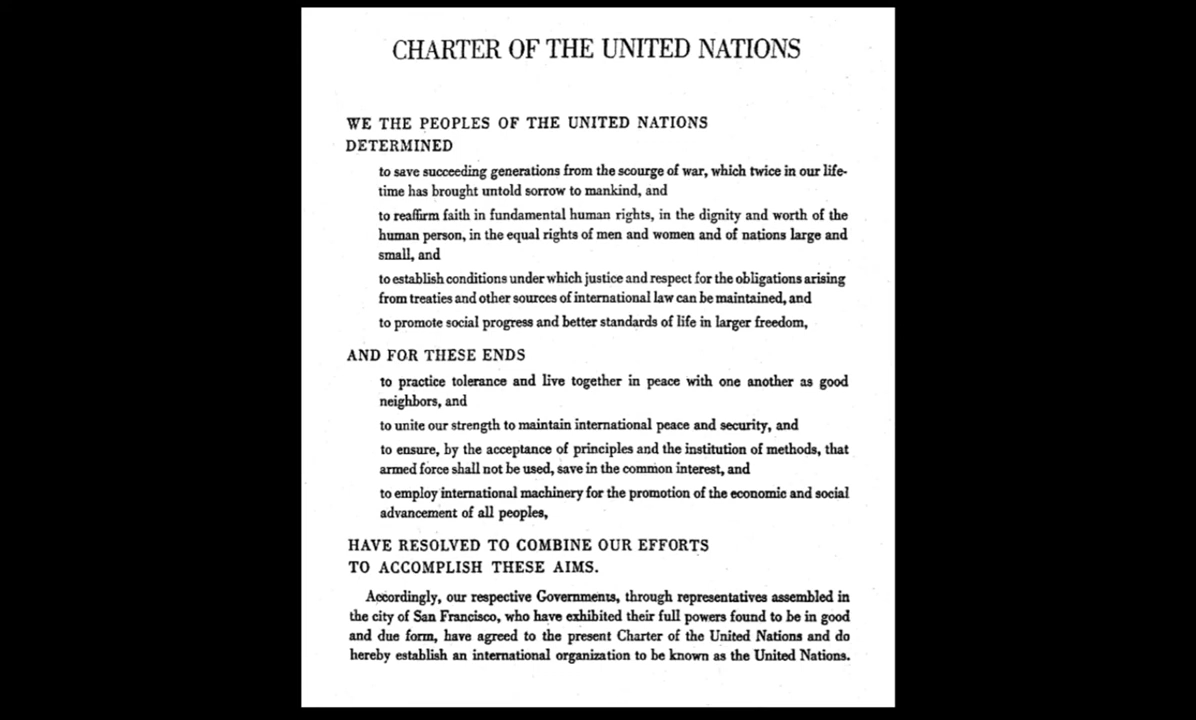 CHARTER OF THE UNITED NATIONS
WE THE PEOPLES OF THE UNITED NATIONS
DETERMINED
to save succeeding generations from the scourge of war, which twice in our life-
time has brought untold sorrow to mankind, and
to reaffirm faith in fundamental human rights, in the dignity and worth of the
human person, in the equal rights of men and women and of nations large and
small, and
to establish conditions under which justice and respect for the obligations arising
from treaties and other sources of international law can be maintained, and
to promote social progress and better standards of life in larger freedom,
AND FOR THESE ENDS
to practice tolerance and live together in peace with one another as good
neighbors, and
to unite our strength to maintain international peace and security, and
to ensure, by the acceptance of principles and the institution of methods, that
armed force shall not be used, save in the common interest, and
to employ international machinery for the promotion of the economic and social
advancement of all peoples,
HAVE RESOLVED TO COMBINE OUR EFFORTS
TO ACCOMPLISH THESE AIMS.
Accordingly, our respective Governments, through representatives assembled in
the city of San Francisco, who have exhibited their full powers found to be in good
and due form, have agreed to the present Charter of the United Nations and do
hereby establish an international organization to be known as the United Nations.